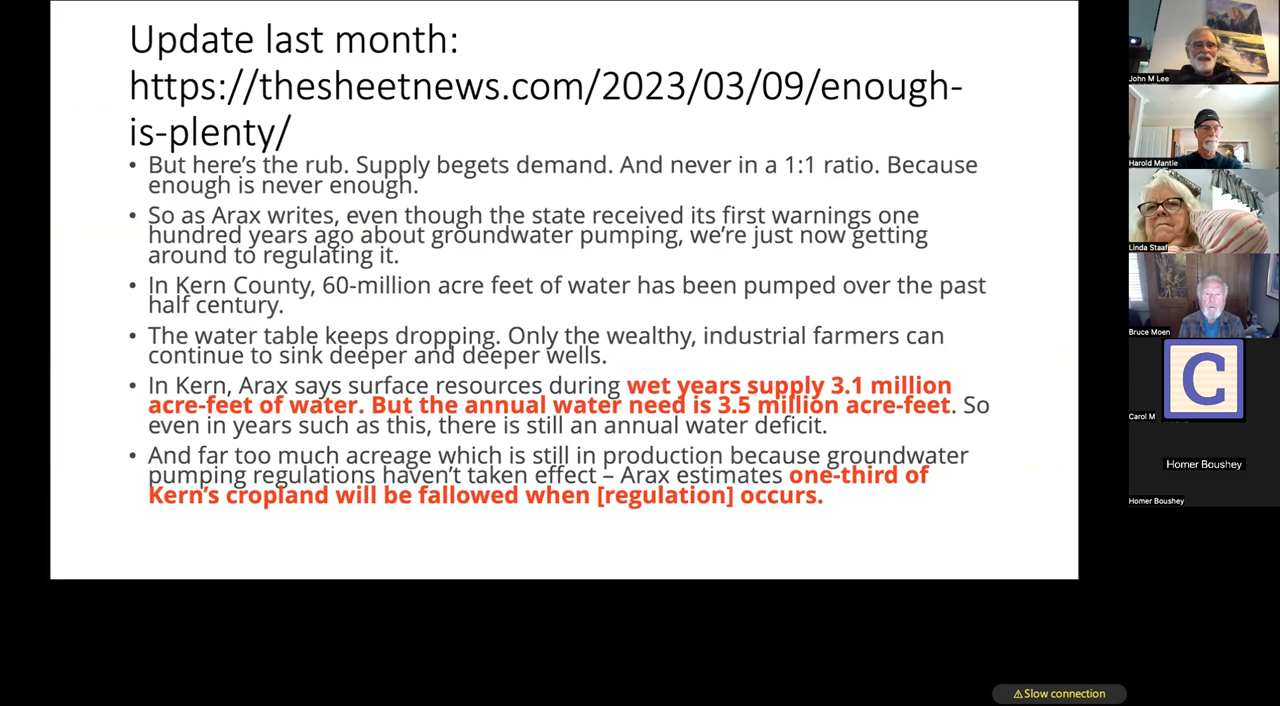 Update last month:
https://thesheetnews.com/2023/03/09/enough-
is-plenty/
• But here’s the rub. Supply begets demand. And never in a 1:1 ratio. Because
enough is never enough.
• So as Arax writes, even though the state received its first warnings one
hundred years ago about groundwater pumping, we’re just now getting
around to regulating it.
• In Kern County, 60-million acre feet of water has been pumped over the past
half century.
• The water table keeps dropping. Only the wealthy, industrial farmers can
continue to sink deeper and deeper wells.
• In Kern, Arax says surface resources during wet years supply 3.1 million
acre-feet of water. But the annual water need is 3.5 million acre-feet. So
even in years such as this, there is still an annual water deficit.
• And far too much acreage which is still in production because groundwater
pumping regulations haven’t taken effect – Arax estimates one-third of
Kern’s cropland will be fallowed when [regulation] occurs.
John M Lee
Harold Mantle
Linda Staaf
Bruce Moen
C
Carol M
Homer Boushey
Homer Boushey
⚠Slow connection